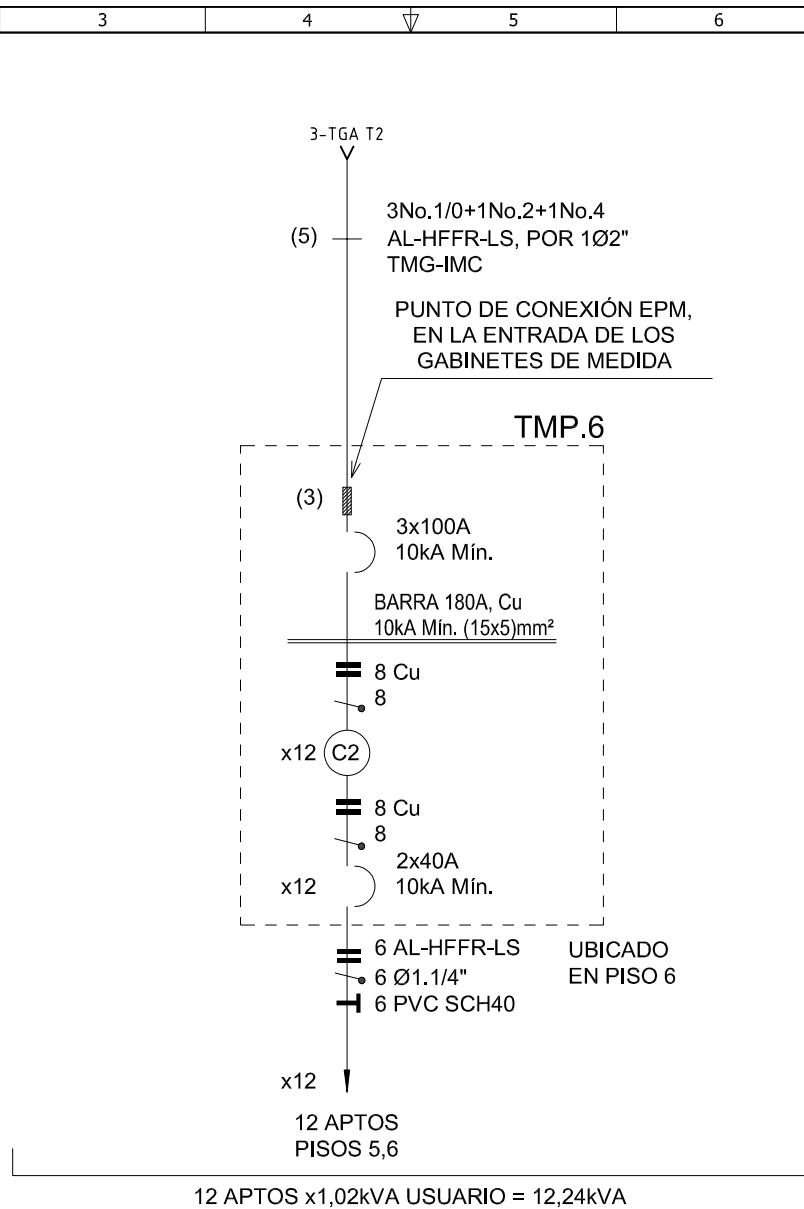 3 4 5 6
3-TGA T2
3No.1/0+1No.2+1No.4
(5) AL-HFFR-LS, POR 1Ø2"
TMG-IMC
PUNTO DE CONEXIÓN EPM,
EN LA ENTRADA DE LOS
GABINETES DE MEDIDA
TMP.6
(3)
3x100A
10kA Mín.
BARRA 180A, Cu
10kA Mín. (15x5)mm²
8 Cu
8
x12 C2
8 Cu
8
2x40A
x12 10kA Mín.
6 AL-HFFR-LS UBICADO
6 Ø1.1/4" EN PISO 6
6 PVC SCH40
x12
12 APTOS
PISOS 5,6
12 APTOS x1,02kVA USUARIO = 12,24kVA